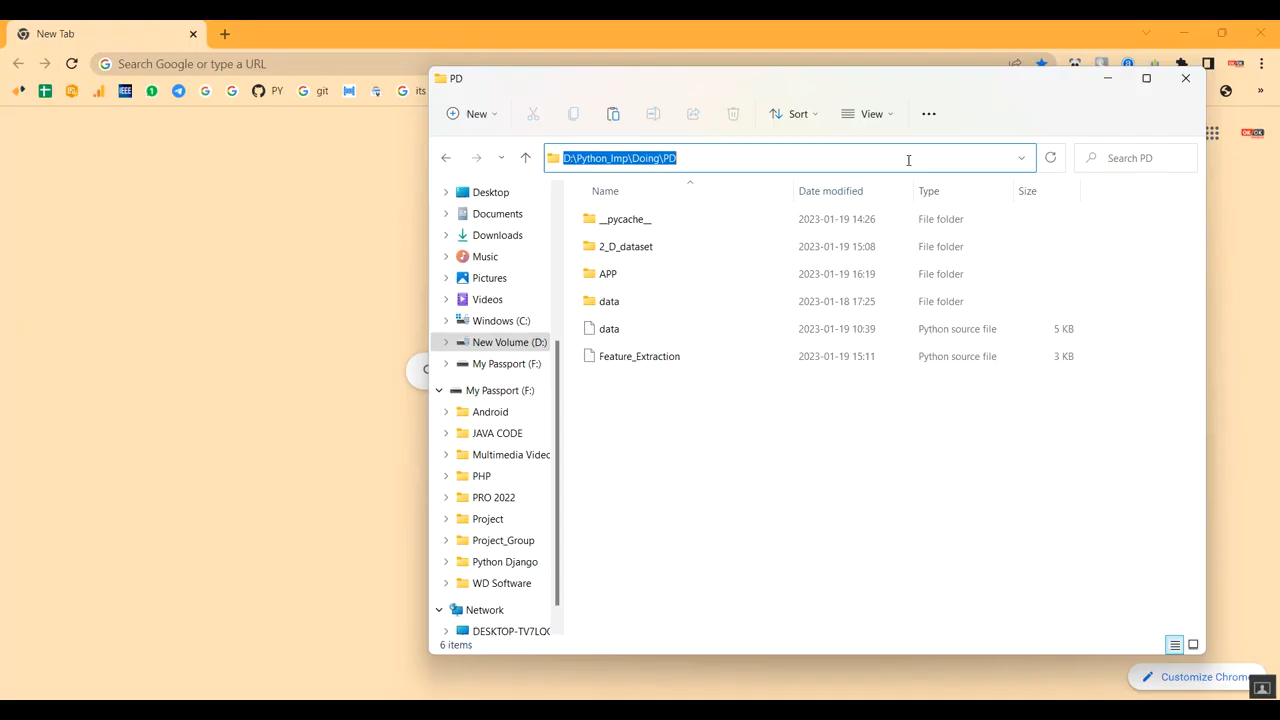 New Tab
Search Google or type a URL
PY
git
its
PD
New
Sort
View
D:\Python_Imp\Doing\PD
Search PD
Name
Date modified
Type
Size
Desktop
Documents
Downloads
Music
Pictures
Videos
Windows (C:)
New Volume (D:)
My Passport (F:)
My Passport (F:)
Android
JAVA CODE
Multimedia Videc
PHP
PRO 2022
Project
Project_Group
Python Django
WD Software
Network
DESKTOP-TV7LO
__pycache__ 2023-01-19 14:26 File folder
2_D_dataset 2023-01-19 15:08 File folder
APP 2023-01-19 16:19 File folder
data 2023-01-18 17:25 File folder
data 2023-01-19 10:39 Python source file 5 KB
Feature_Extraction 2023-01-19 15:11 Python source file 3 KB
6 items
Customize Chrome